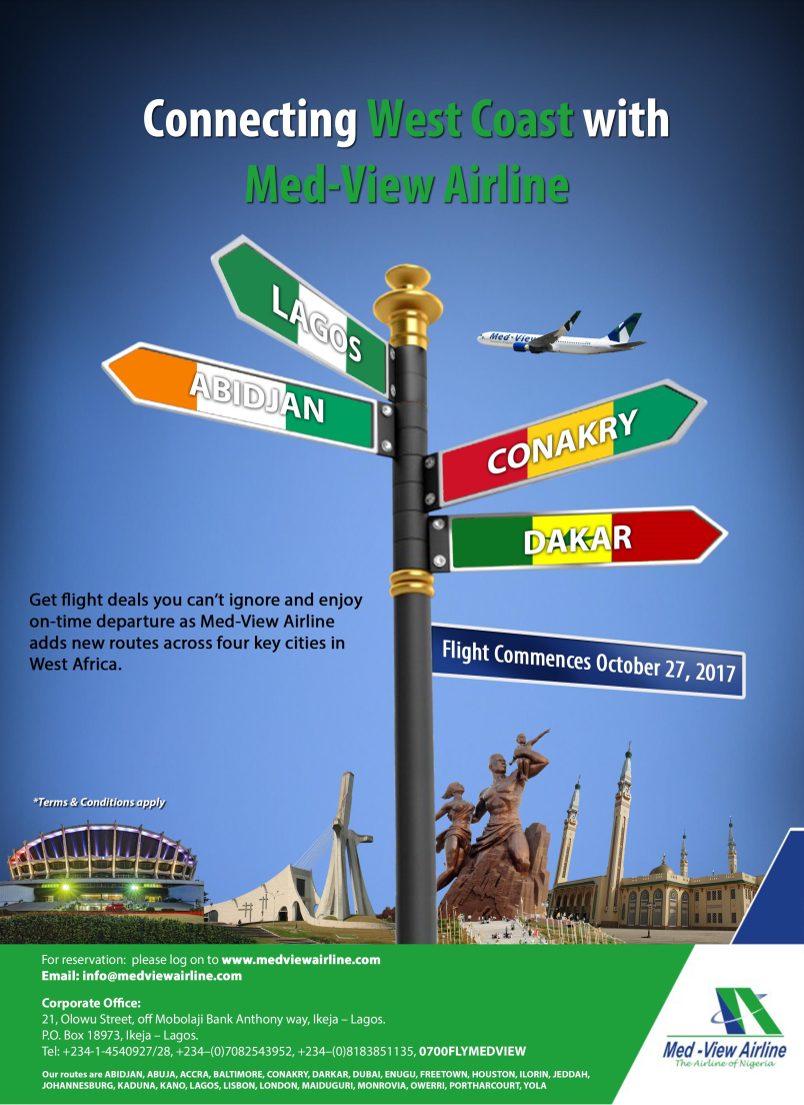 Connecting West Coast with
Med-View Airline
LAGOS
ABIDJAN
Med-View
CONAKRY
DAKAR
Get flight deals you can't ignore and enjoy
on-time departure as Med-View Airline
adds new routes across four key cities in
West Africa.
Flight Commences October 27, 2017
*Terms & Conditions apply
For reservation: please log on to www.medviewairline.com
Email: info@medviewairline.com
Corporate Office:
21, Olowu Street, off Mobolaji Bank Anthony way, Ikeja – Lagos.
P.O. Box 18973, Ikeja – Lagos.
Tel: +234-1-4540927/28, +234–(0)7082543952, +234–(0)8183851135, 0700FLYMEDVIEW
Our routes are ABIDJAN, ABUJA, ACCRA, BALTIMORE, CONAKRY, DARKAR, DUBAI, ENUGU, FREETOWN, HOUSTON, ILORIN, JEDDAH,
JOHANNESBURG, KADUNA, KANO, LAGOS, LISBON, LONDON, MAIDUGURI, MONROVIA, OWERRI, PORTHARCOURT, YOLA
Med -View Airline
The Airline of Nigeria